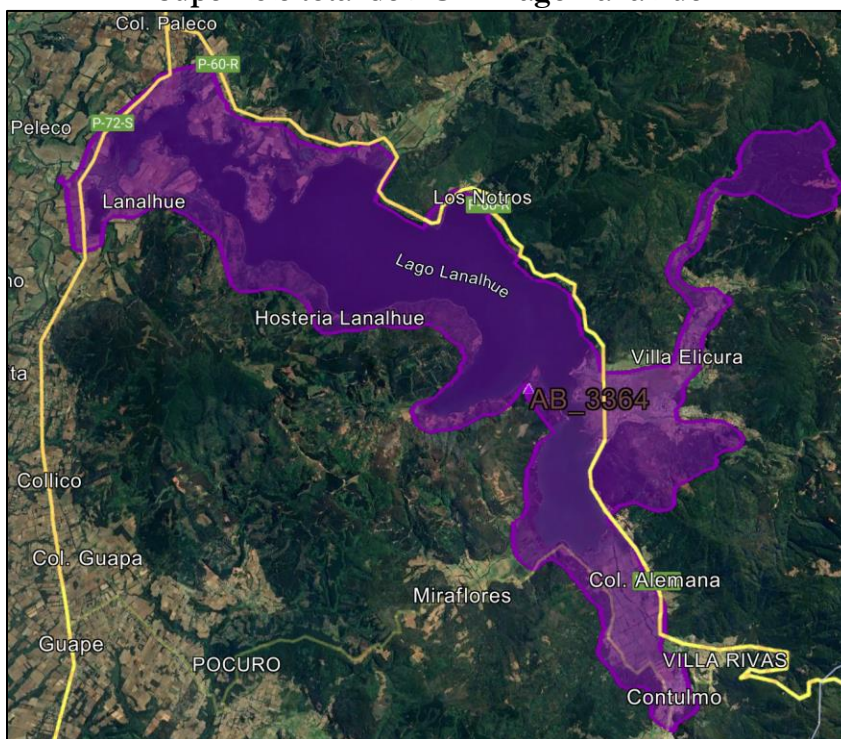 Col. Paleco
P-60-R
Peleco
P-72-S
Lanalhue
Los Notros
Lago Lanalhue
Hosteria Lanalhue
Villa Elicura
AB_3364
Collico
Col. Guapa
Col. Alemana
Miraflores
Guape
POCURO
VILLA RIVAS
Contulmo